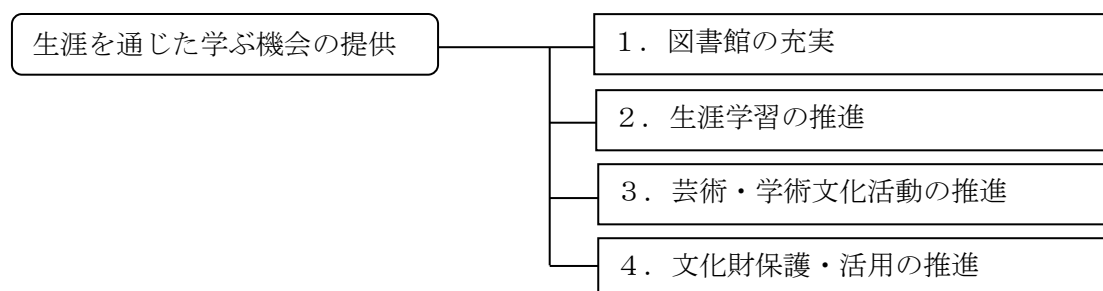 生涯を通じた学ぶ機会の提供
１．図書館の充実
２．生涯学習の推進
３．芸術・学術文化活動の推進
４．文化財保護・活用の推進